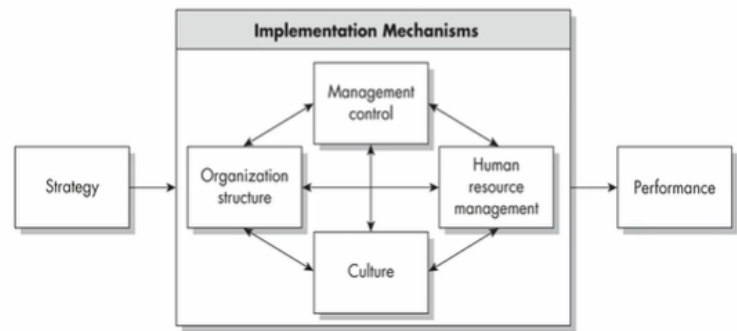 Implementation Mechanisms
Management
control
Strategy
Organization
structure
Human
resource
management
Performance
Culture